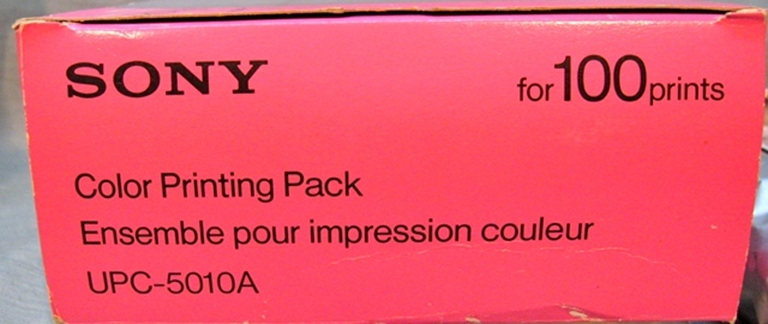 SONY
for 100 prints
Color Printing Pack
Ensemble pour impression couleur
UPC-5010A